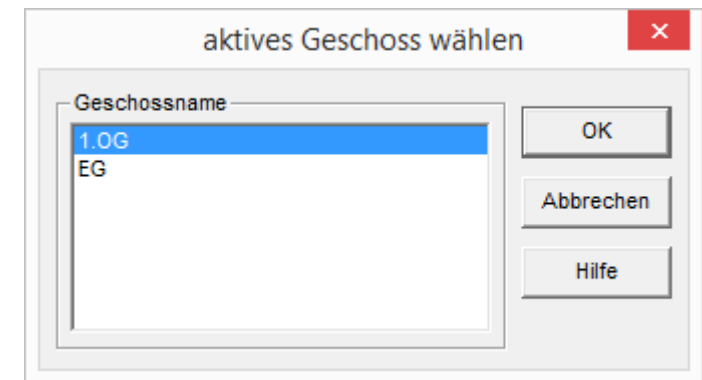 aktives Geschoss wählen
Geschossname
1.OG
EG
OK
Abbrechen
Hilfe